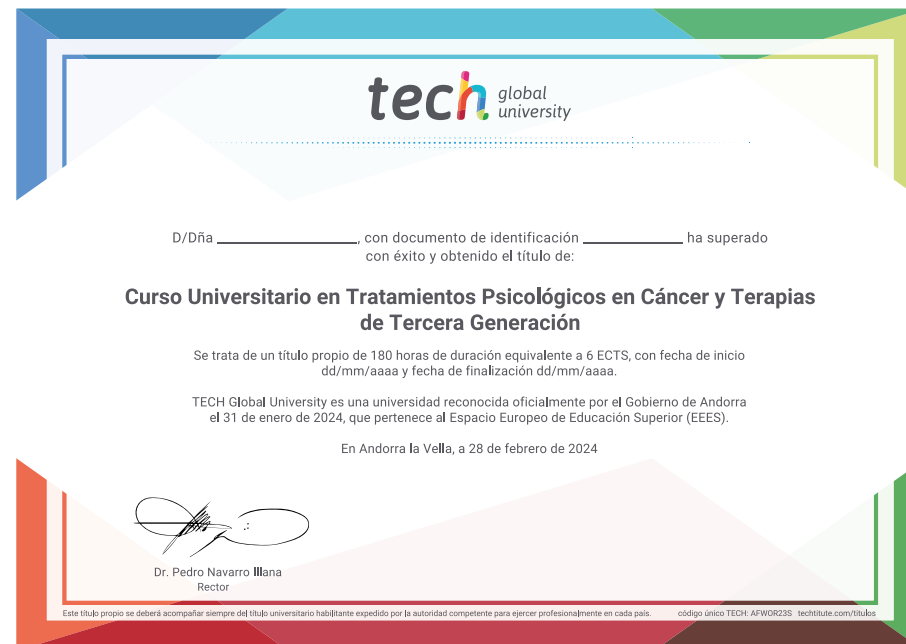 tech global
university
D/Dña ____________________, con documento de identificación ______________ ha superado
con éxito y obtenido el título de:
Curso Universitario en Tratamientos Psicológicos en Cáncer y Terapias
de Tercera Generación
Se trata de un título propio de 180 horas de duración equivalente a 6 ECTS, con fecha de inicio
dd/mm/aaaa y fecha de finalización dd/mm/aaaa.
TECH Global University es una universidad reconocida oficialmente por el Gobierno de Andorra
el 31 de enero de 2024, que pertenece al Espacio Europeo de Educación Superior (EEES).
En Andorra la Vella, a 28 de febrero de 2024
Dr. Pedro Navarro Illana
Rector
Este título propio se deberá acompañar siempre del título universitario habilitante expedido por la autoridad competente para ejercer profesionalmente en cada país. código único TECH: AFWOR23S techtitute.com/titulos